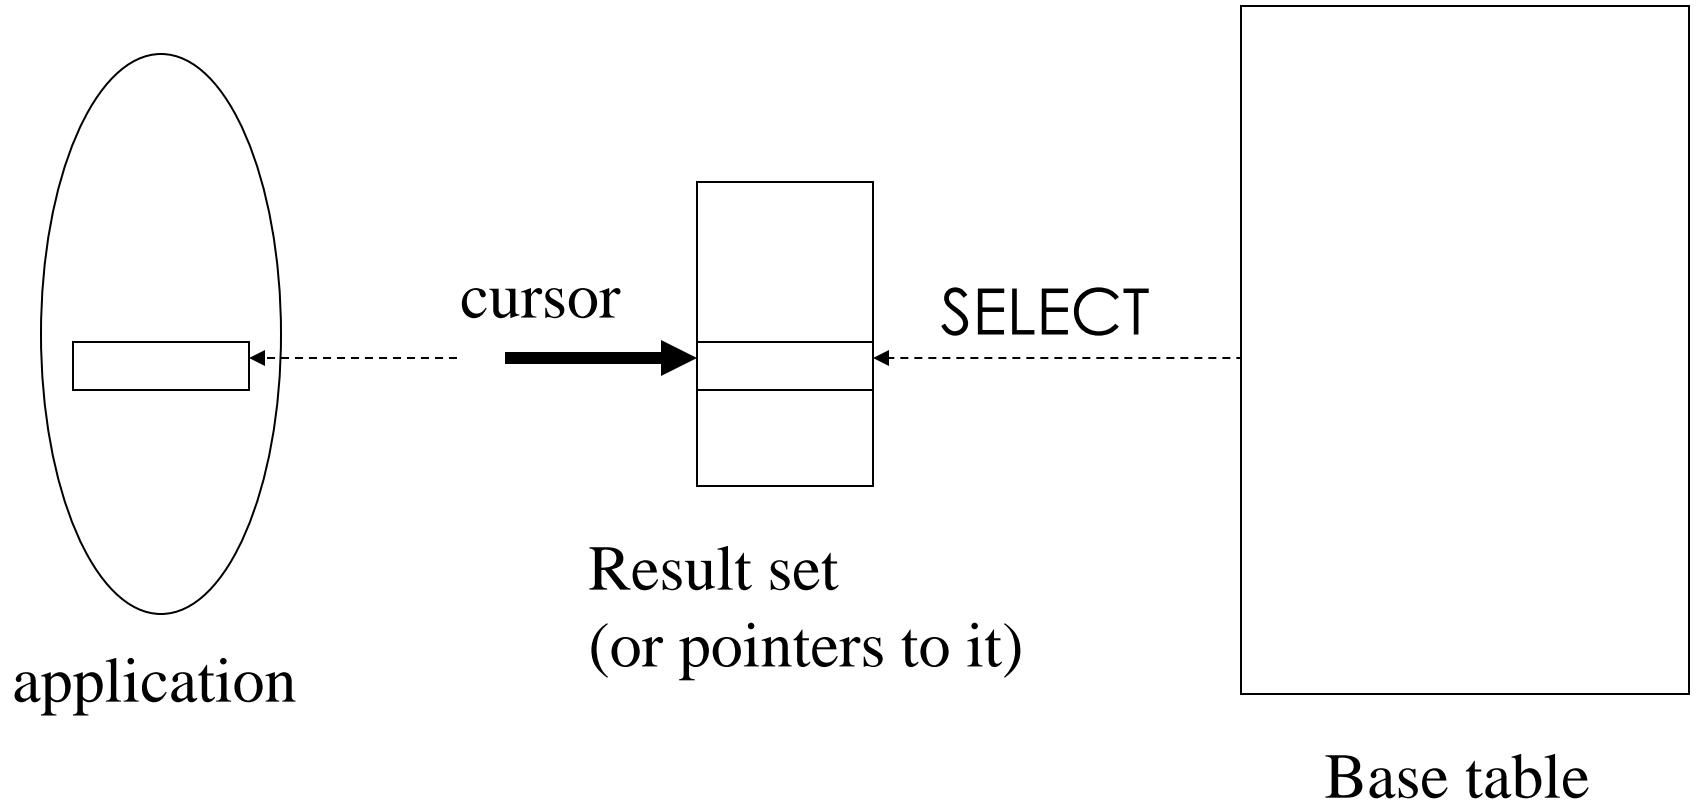 cursor
SELECT
Result set
(or pointers to it)
application
Base table